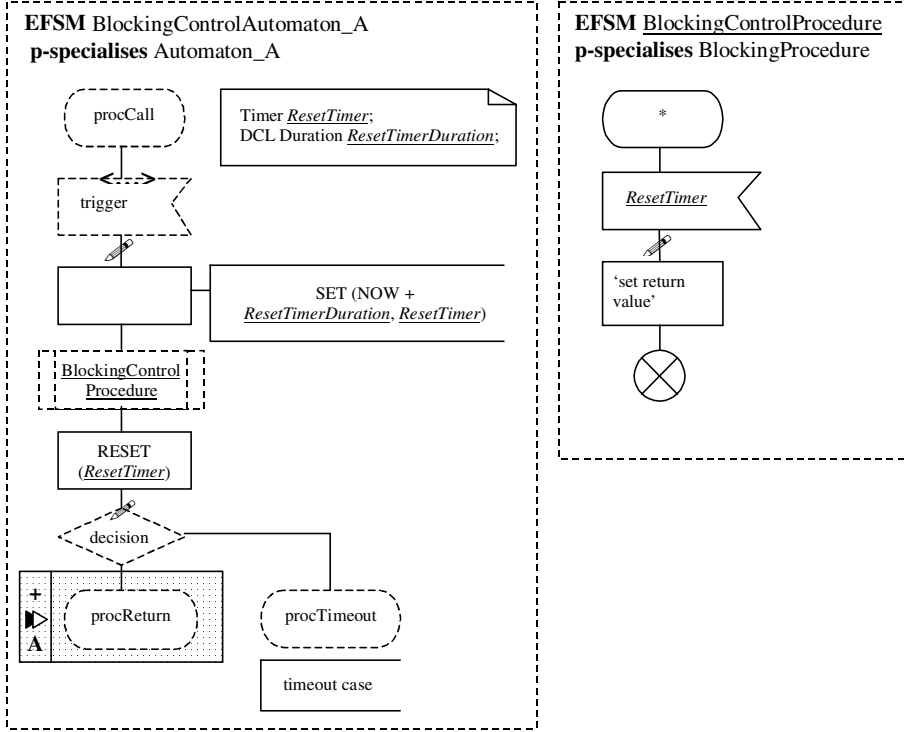 EFSM BlockingControlAutomaton_A
p-specialises Automaton_A
procCall
Timer ResetTimer;
DCL Duration ResetTimerDuration;
trigger
SET (NOW +
ResetTimerDuration, ResetTimer)
BlockingControl
Procedure
RESET
(ResetTimer)
decision
+
A
procReturn
procTimeout
timeout case
EFSM BlockingControlProcedure
p-specialises BlockingProcedure
*
ResetTimer
‘set return
value’